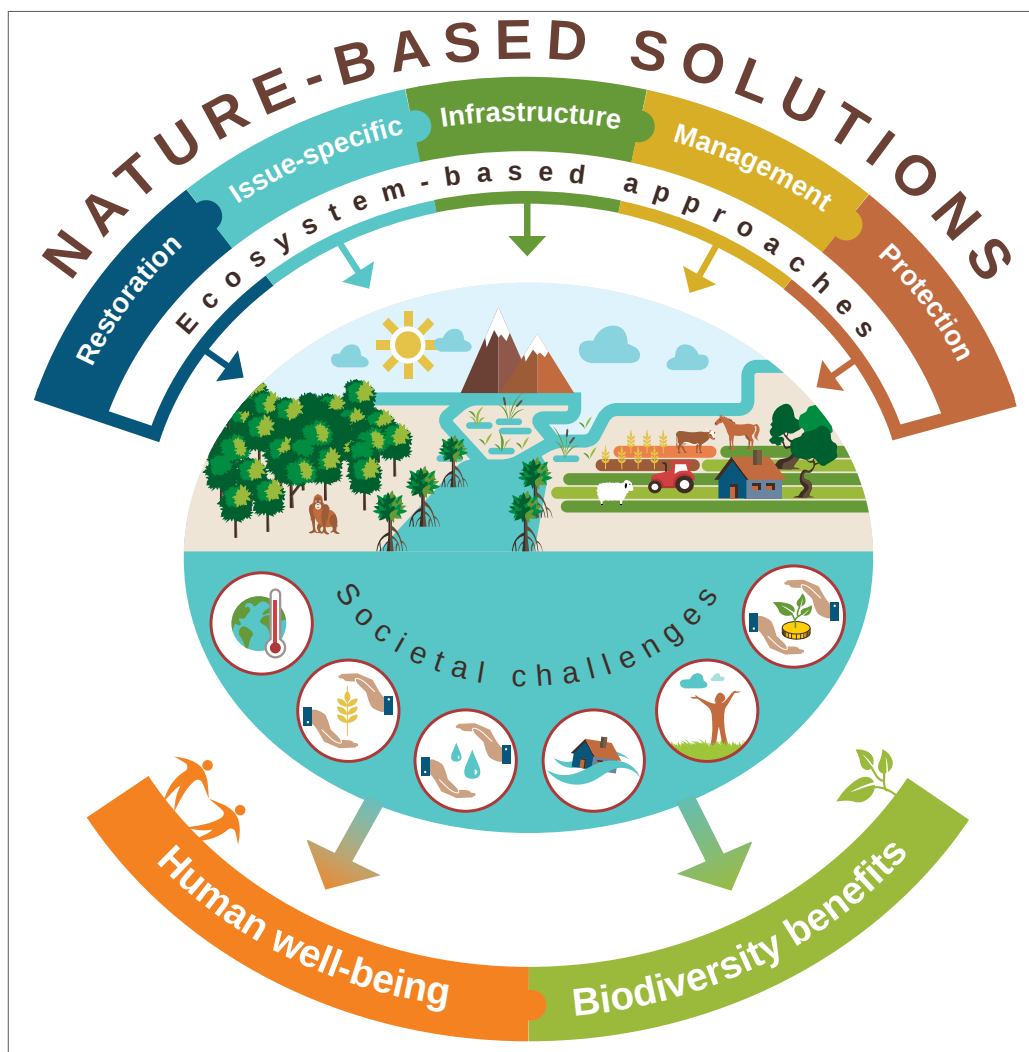 NATURE-BASED SOLUTIONS
Restoration
Issue-specific
Infrastructure
Management
Protection
Ecosystem-based approaches
Societal challenges
Human well-being
Biodiversity benefits